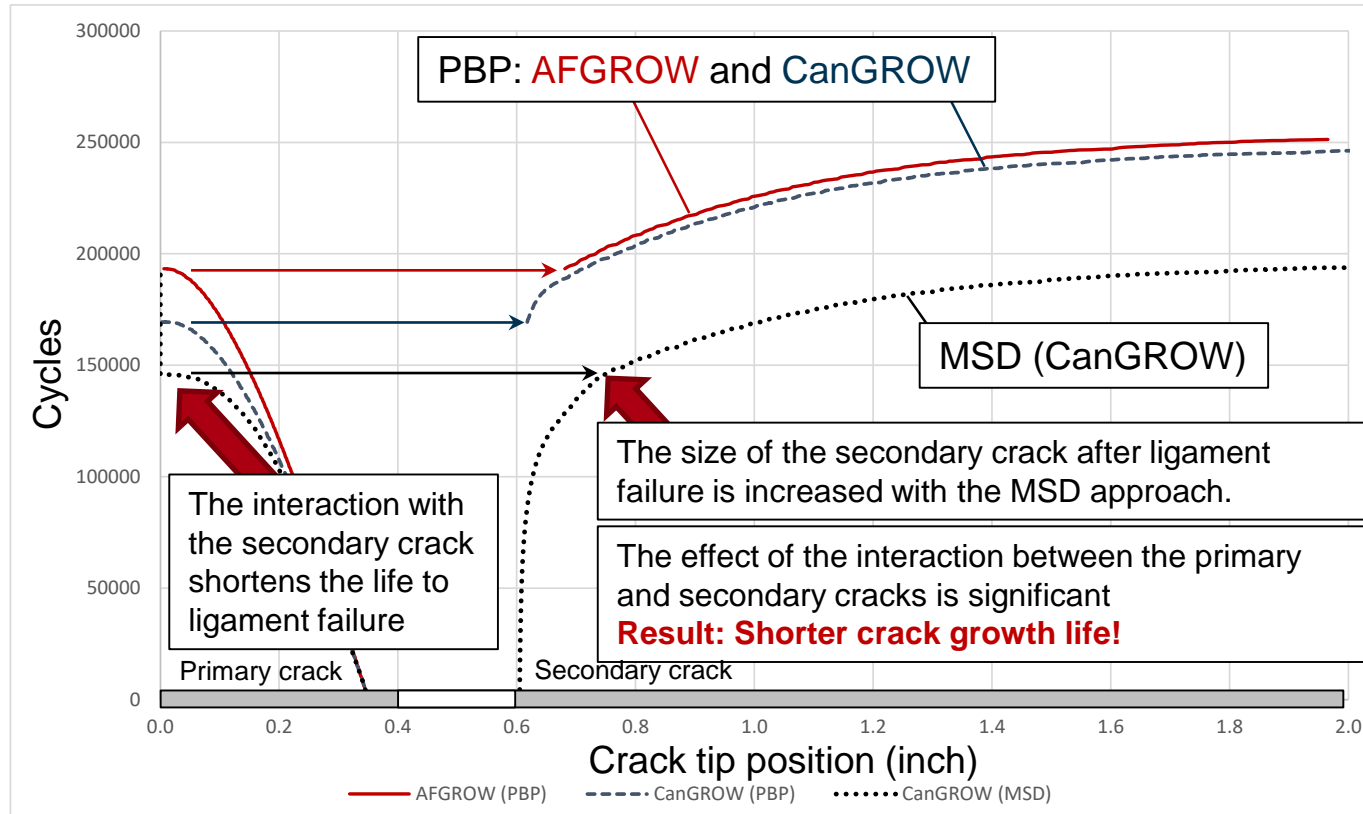 300000
PBP: AFGROW and CanGROW
250000
200000
150000
MSD (CanGROW)
Cycles
100000
The interaction with
the secondary crack
shortens the life to
ligament failure
The size of the secondary crack after ligament
failure is increased with the MSD approach.
The effect of the interaction between the primary
and secondary cracks is significant
Result: Shorter crack growth life!
50000
Primary crack
Secondary crack
0
0.0 0.2 0.4 0.6 0.8 1.0 1.2 1.4 1.6 1.8 2.0
Crack tip position (inch)
AFGROW (PBP) CanGROW (PBP) CanGROW (MSD)